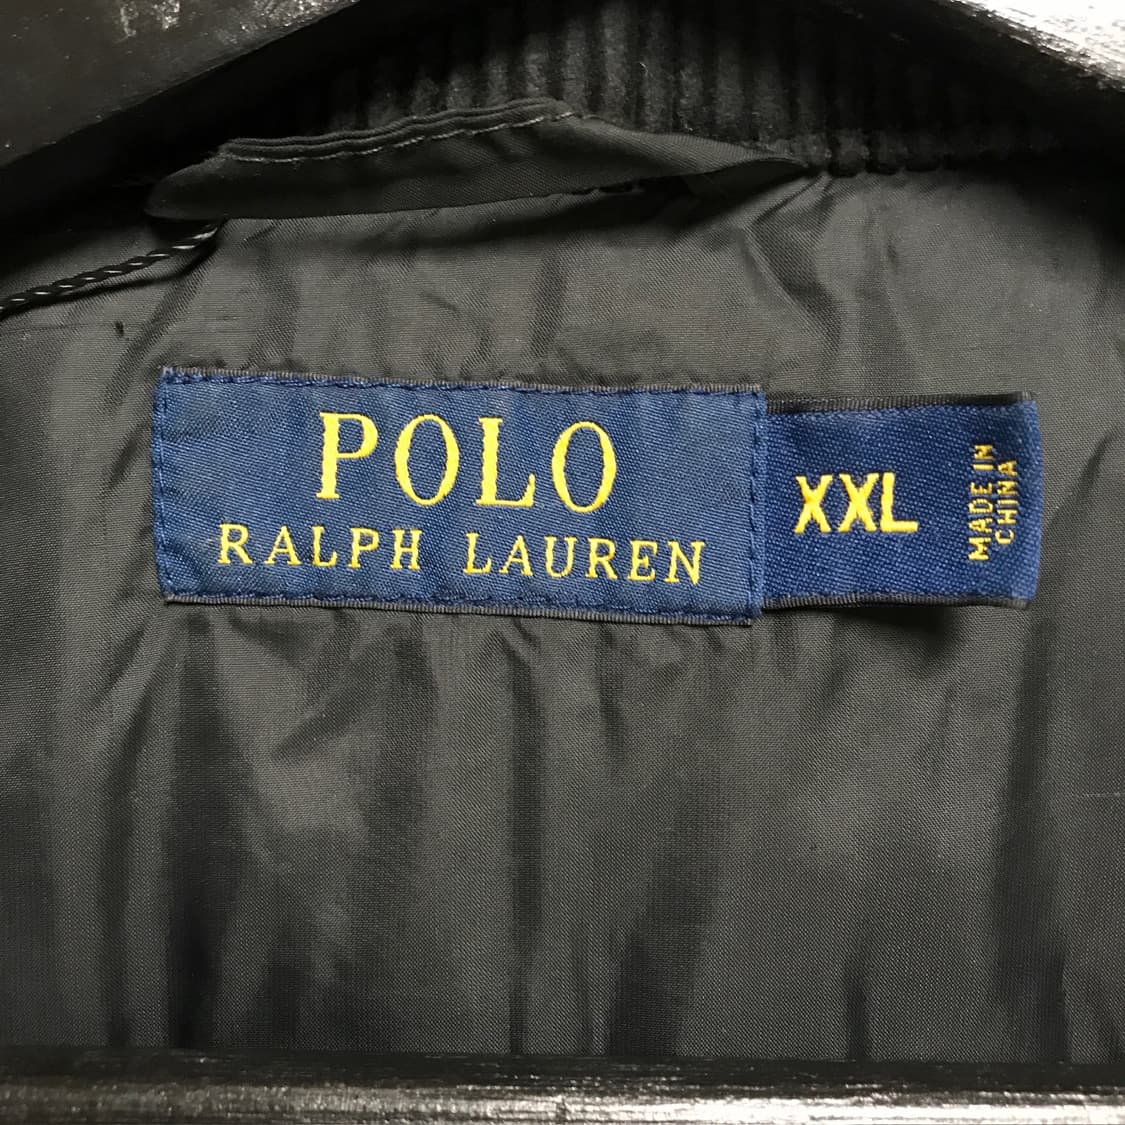 POLO
RALPH LAUREN
XXL
MADE IN
CHINA